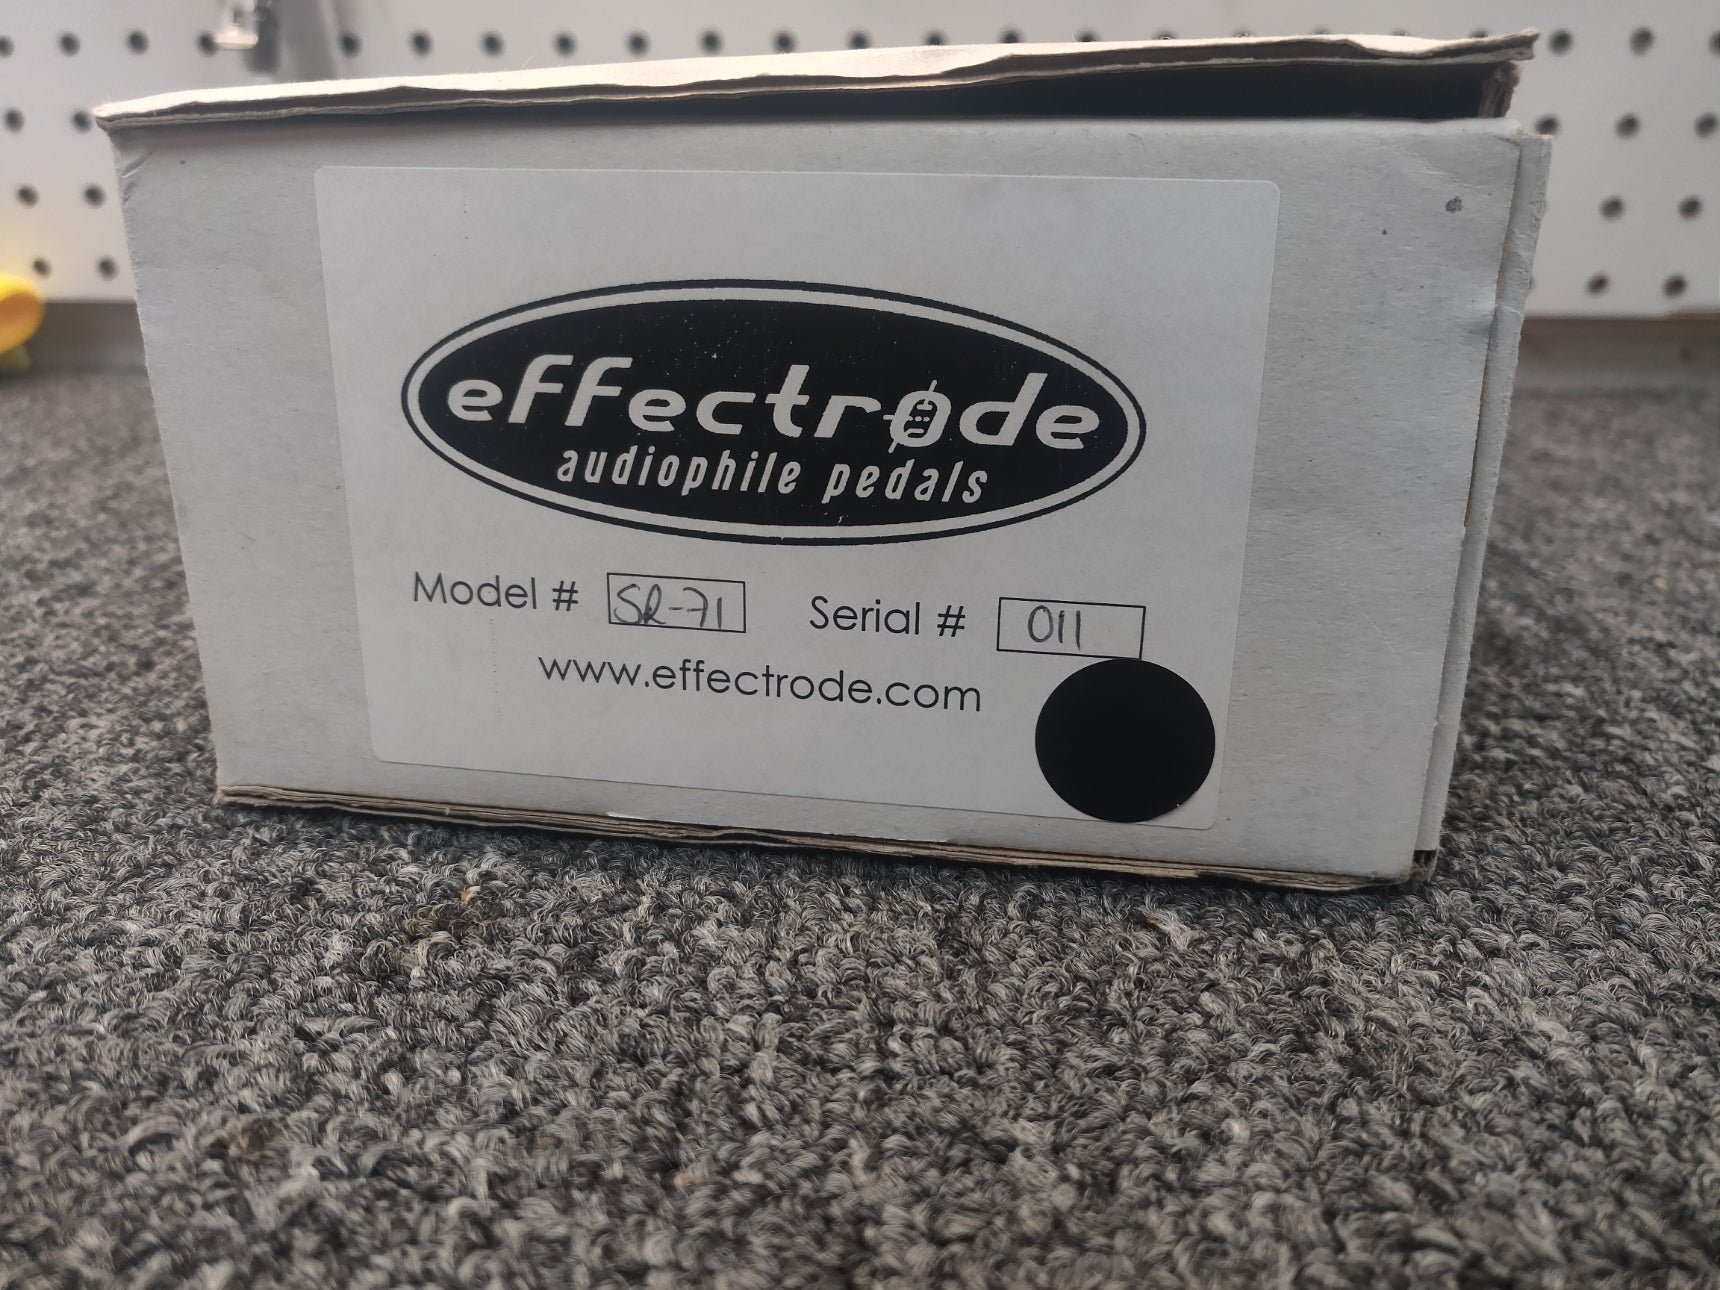 effectrode
audiophile pedals
Model # SR-71 Serial # 011
www.effectrode.com